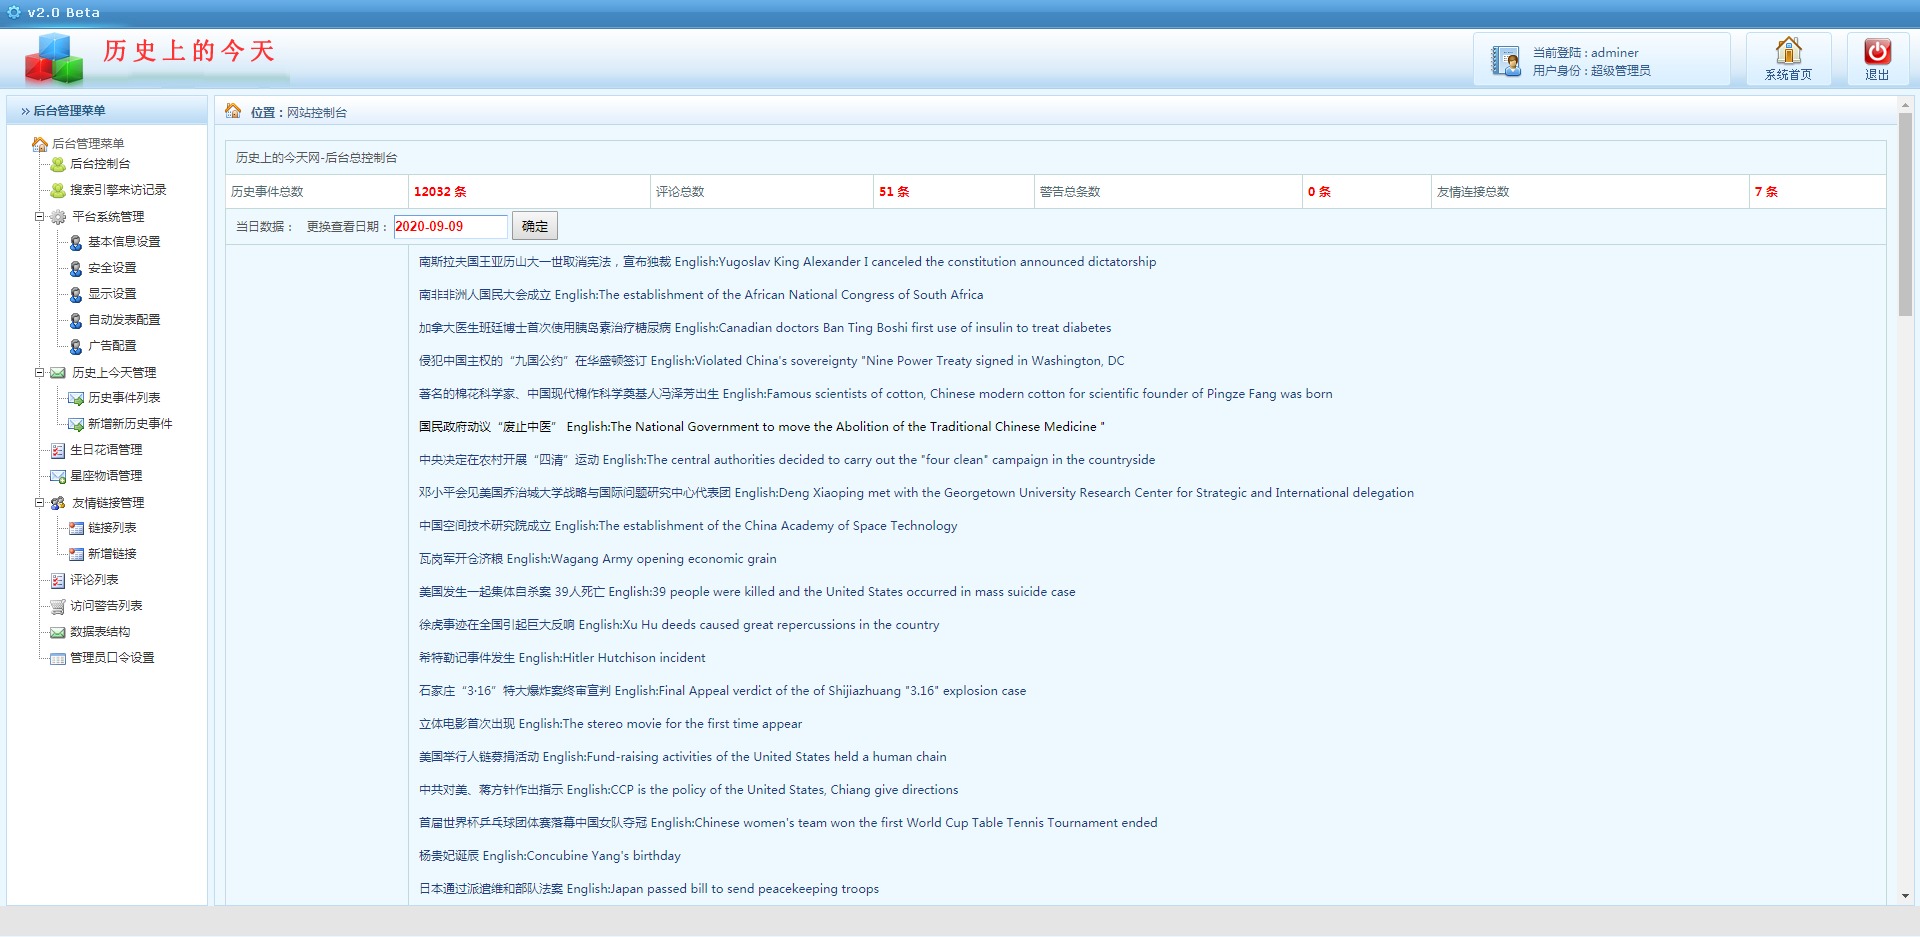 v2.0 Beta
历史上的今天
当前登陆 : adminer
用户身份 : 超级管理员
系统首页
退出
» 后台管理菜单
后台管理菜单
后台控制台
搜索引擎来访记录
平台系统管理
基本信息设置
安全设置
显示设置
自动发表配置
广告配置
历史上今天管理
历史事件列表
新增新历史事件
生日花语管理
星座物语管理
友情链接管理
链接列表
新增链接
评论列表
访问警告列表
数据表结构
管理员口令设置
位置：网站控制台
历史上的今天网-后台总控制台
历史事件总数 12032 条 评论总数 51 条 警告总条数 0 条 友情连接总数 7 条
当日数据： 更换查看日期： 2020-09-09 确定
南斯拉夫国王亚历山大一世取消宪法，宣布独裁 English:Yugoslav King Alexander I canceled the constitution announced dictatorship
南非非洲人国民大会成立 English:The establishment of the African National Congress of South Africa
加拿大医生班廷博士首次使用胰岛素治疗糖尿病 English:Canadian doctors Ban Ting Boshi first use of insulin to treat diabetes
侵犯中国主权的“九国公约”在华盛顿签订 English:Violated China's sovereignty "Nine Power Treaty signed in Washington, DC
著名的棉花科学家、中国现代棉作科学奠基人冯泽芳出生 English:Famous scientists of cotton, Chinese modern cotton for scientific founder of Pingze Fang was born
国民政府动议“废止中医” English:The National Government to move the Abolition of the Traditional Chinese Medicine "
中央决定在农村开展“四清”运动 English:The central authorities decided to carry out the "four clean" campaign in the countryside
邓小平会见美国乔治城大学战略与国际问题研究中心代表团 English:Deng Xiaoping met with the Georgetown University Research Center for Strategic and International delegation
中国空间技术研究院成立 English:The establishment of the China Academy of Space Technology
瓦岗军开仓济粮 English:Wagang Army opening economic grain
美国发生一起集体自杀案 39人死亡 English:39 people were killed and the United States occurred in mass suicide case
徐虎事迹在全国引起巨大反响 English:Xu Hu deeds caused great repercussions in the country
希特勒记事件发生 English:Hitler Hutchison incident
石家庄“3·16”特大爆炸案终审宣判 English:Final Appeal verdict of the of Shijiazhuang "3.16" explosion case
立体电影首次出现 English:The stereo movie for the first time appear
美国举行人链募捐活动 English:Fund-raising activities of the United States held a human chain
中共对美、蒋方针作出指示 English:CCP is the policy of the United States, Chiang give directions
首届世界杯乒乓球团体赛落幕中国女队夺冠 English:Chinese women's team won the first World Cup Table Tennis Tournament ended
杨贵妃诞辰 English:Concubine Yang's birthday
日本通过派遣维和部队法案 English:Japan passed bill to send peacekeeping troops